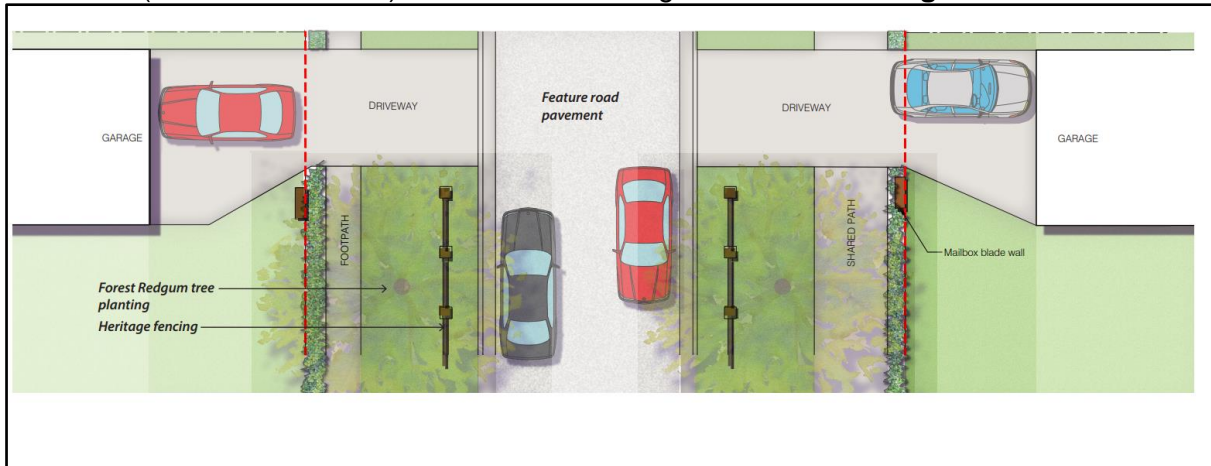 DRIVEWAY
Feature road
pavement
DRIVEWAY
GARAGE
GARAGE
FOOTPATH
SHARED PATH
Mailbox blade wall
Forest Redgum tree
planting
Heritage fencing